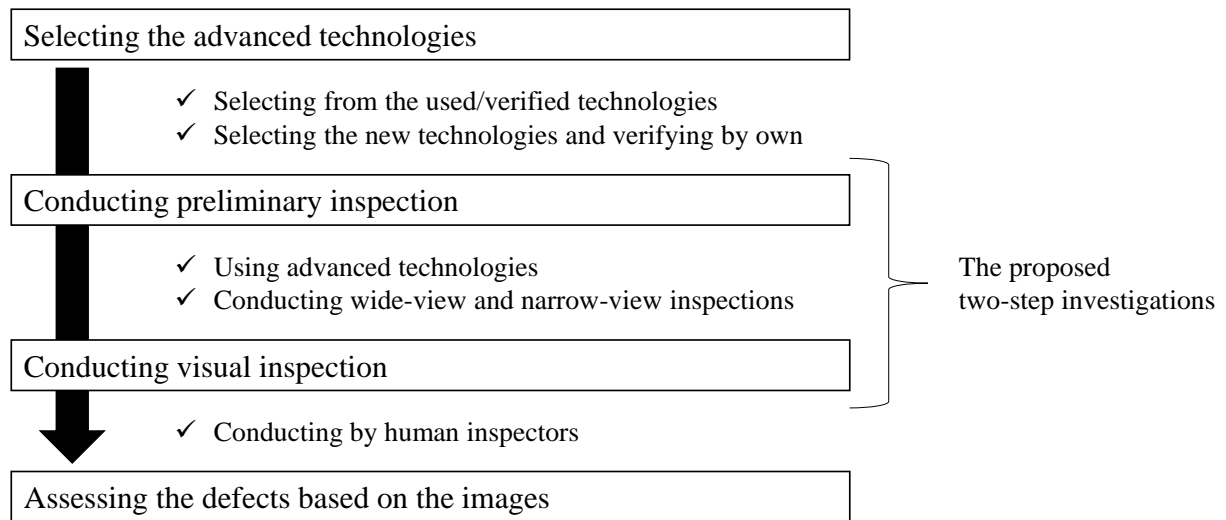 Selecting the advanced technologies
✓ Selecting from the used/verified technologies
✓ Selecting the new technologies and verifying by own
Conducting preliminary inspection
✓ Using advanced technologies
✓ Conducting wide-view and narrow-view inspections
The proposed
two-step investigations
Conducting visual inspection
✓ Conducting by human inspectors
Assessing the defects based on the images